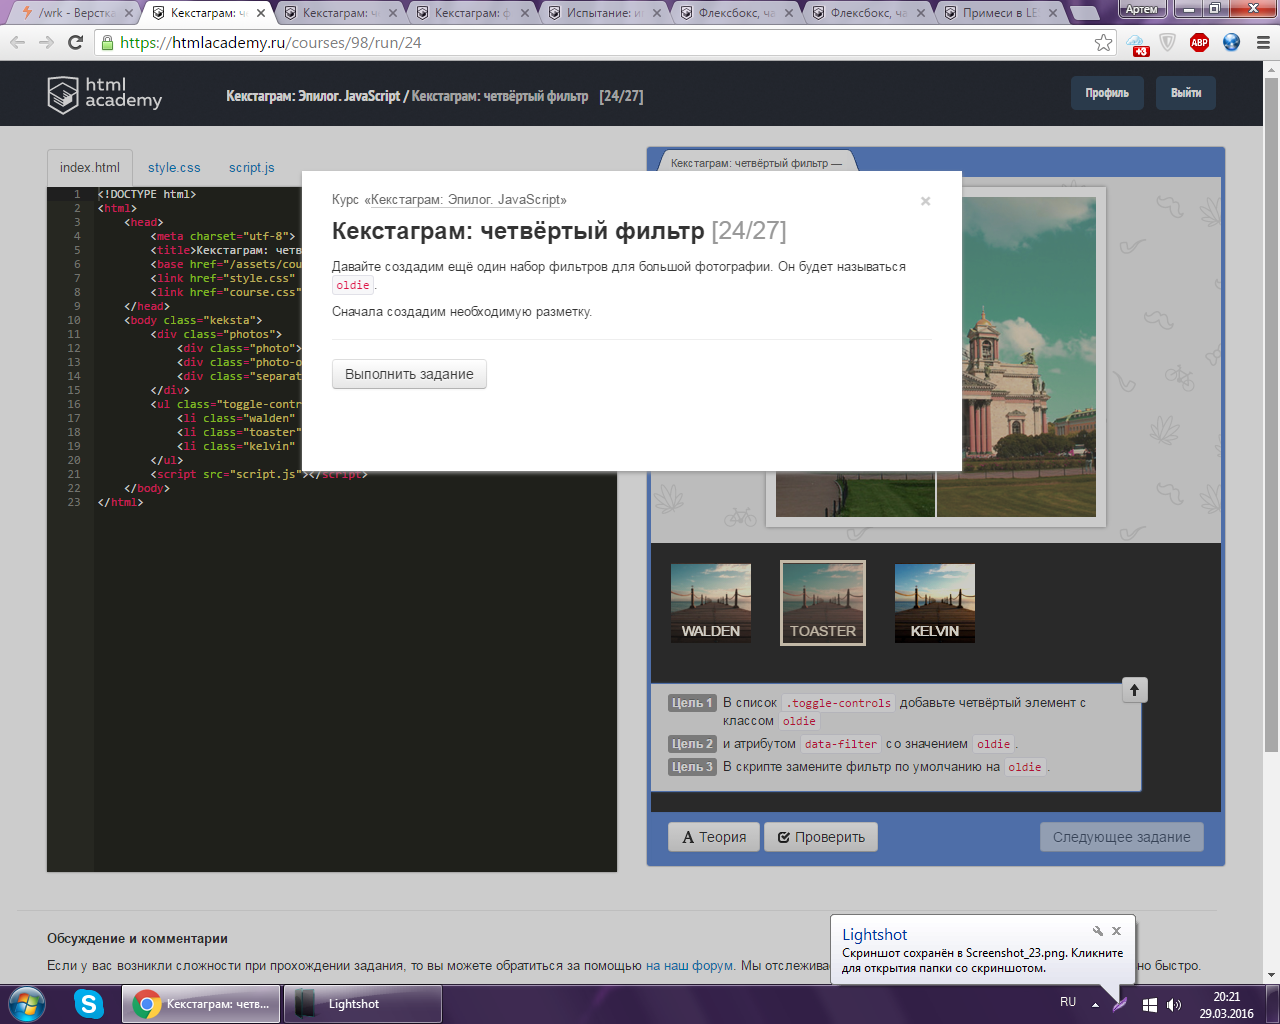 /wrk - Верстка
Кекстаграм: че
Кекстаграм: ч
Кекстаграм: ф
Испытание: и
Флексбокс, ча
Флексбокс, ча
Примеси в LE
Артем
https://htmlacademy.ru/courses/98/run/24
+3
ABP
html
academy
Кекстаграм: Эпилог. JavaScript / Кекстаграм: четвёртый фильтр [24/27]
Профиль
Выйти
index.html
style.css
script.js
Кекстаграм: четвёртый фильтр —
1 <!DOCTYPE html>
2 <html>
3 <head>
4 <meta charset="utf-8">
5 <title>Кекстаграм: четв
6 <base href="/assets/cou
7 <link href="style.css"
8 <link href="course.css"
9 </head>
10 <body class="keksta">
11 <div class="photos">
12 <div class="photo">
13 <div class="photo-o
14 <div class="separat
15 </div>
16 <ul class="toggle-contr
17 <li class="walden"
18 <li class="toaster"
19 <li class="kelvin"
20 </ul>
21 <script src="script.js"></script>
22 </body>
23 </html>
Курс «Кекстаграм: Эпилог. JavaScript»
Кекстаграм: четвёртый фильтр [24/27]
Давайте создадим ещё один набор фильтров для большой фотографии. Он будет называться
oldie.
Сначала создадим необходимую разметку.
Выполнить задание
WALDEN
TOASTER
KELVIN
Цель 1 В список .toggle-controls добавьте четвёртый элемент с
классом oldie
Цель 2 и атрибутом data-filter со значением oldie.
Цель 3 В скрипте замените фильтр по умолчанию на oldie.
Теория
Проверить
Следующее задание
Обсуждение и комментарии
Если у вас возникли сложности при прохождении задания, то вы можете обратиться за помощью на наш форум. Мы отслежива
но быстро.
Lightshot
Скриншот сохранён в Screenshot_23.png. Кликните
для открытия папки со скриншотом.
Кекстаграм: четв...
Lightshot
RU
20:21
29.03.2016